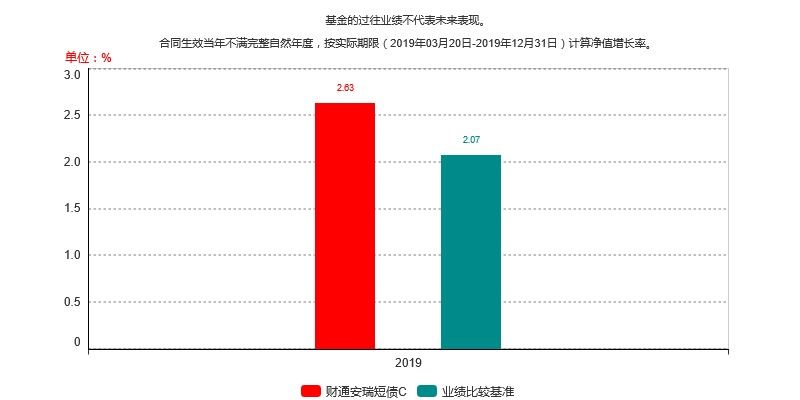 基金的过往业绩不代表未来表现。
合同生效当年不满完整自然年度，按实际期限（2019年03月20日-2019年12月31日）计算净值增长率。
单位：%
3.0
2.5
2.0
1.5
1.0
0.5
0
2.63
2.07
2019
财通安瑞短债C
业绩比较基准